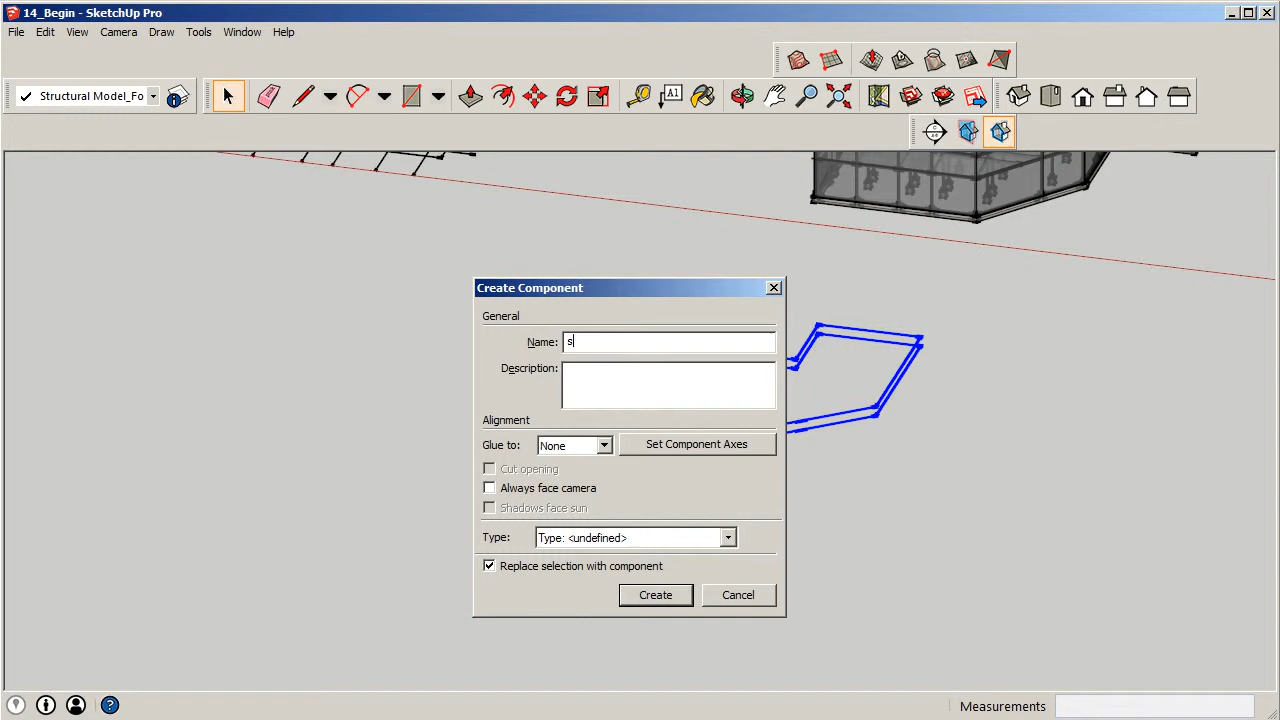 14_Begin - SketchUp Pro
File Edit View Camera Draw Tools Window Help
Structural Model_Fo
A1
Create Component
General
Name: s
Description:
Alignment
Glue to: None Set Component Axes
Cut opening
Always face camera
Shadows face sun
Type: Type: <undefined>
Replace selection with component
Create Cancel
Measurements